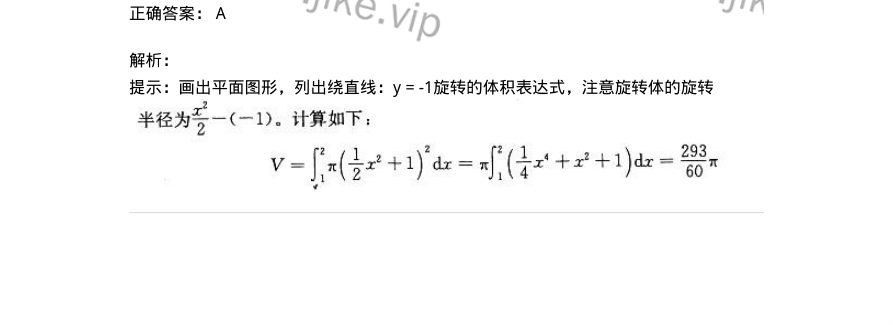 jike.vip
正确答案： A
解析：
提示：画出平面图形，列出绕直线：y = -1旋转的体积表达式，注意旋转体的旋转
半径为x²/2－(－1)。计算如下：
V = ∫₁² π(1/2 x² + 1)² dx = π∫₁² (1/4 x⁴ + x² + 1)dx = 293/60 π